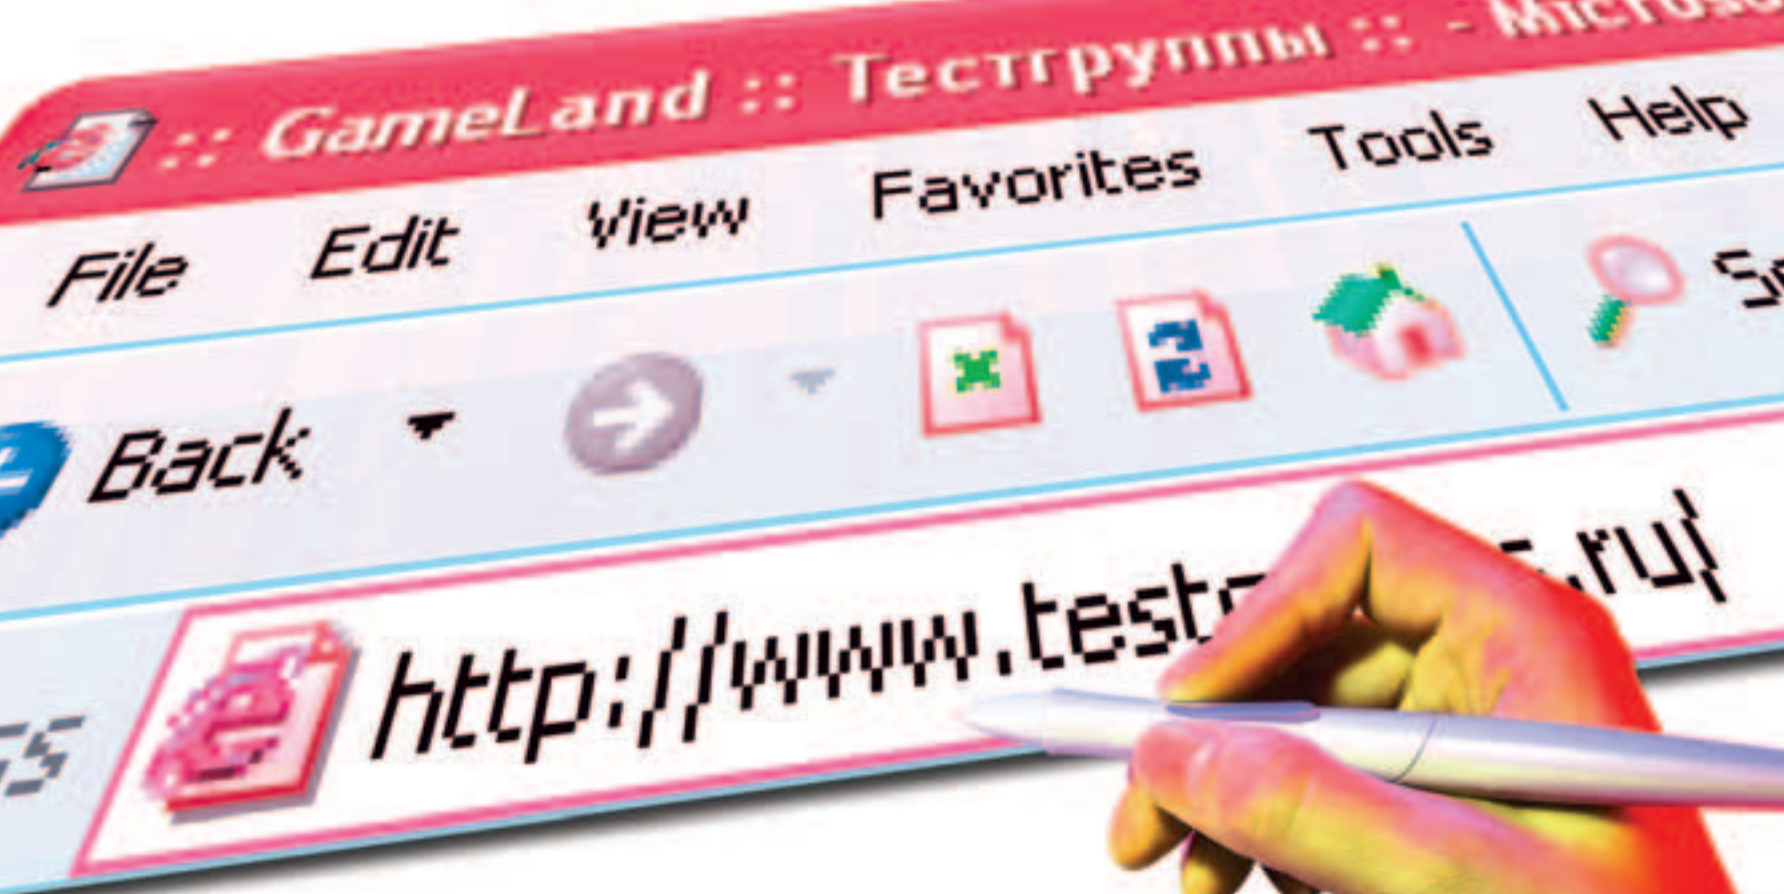 :: GameLand :: Тестгруппы :: -
File Edit View Favorites Tools Help
Back
http://www.test .ru/